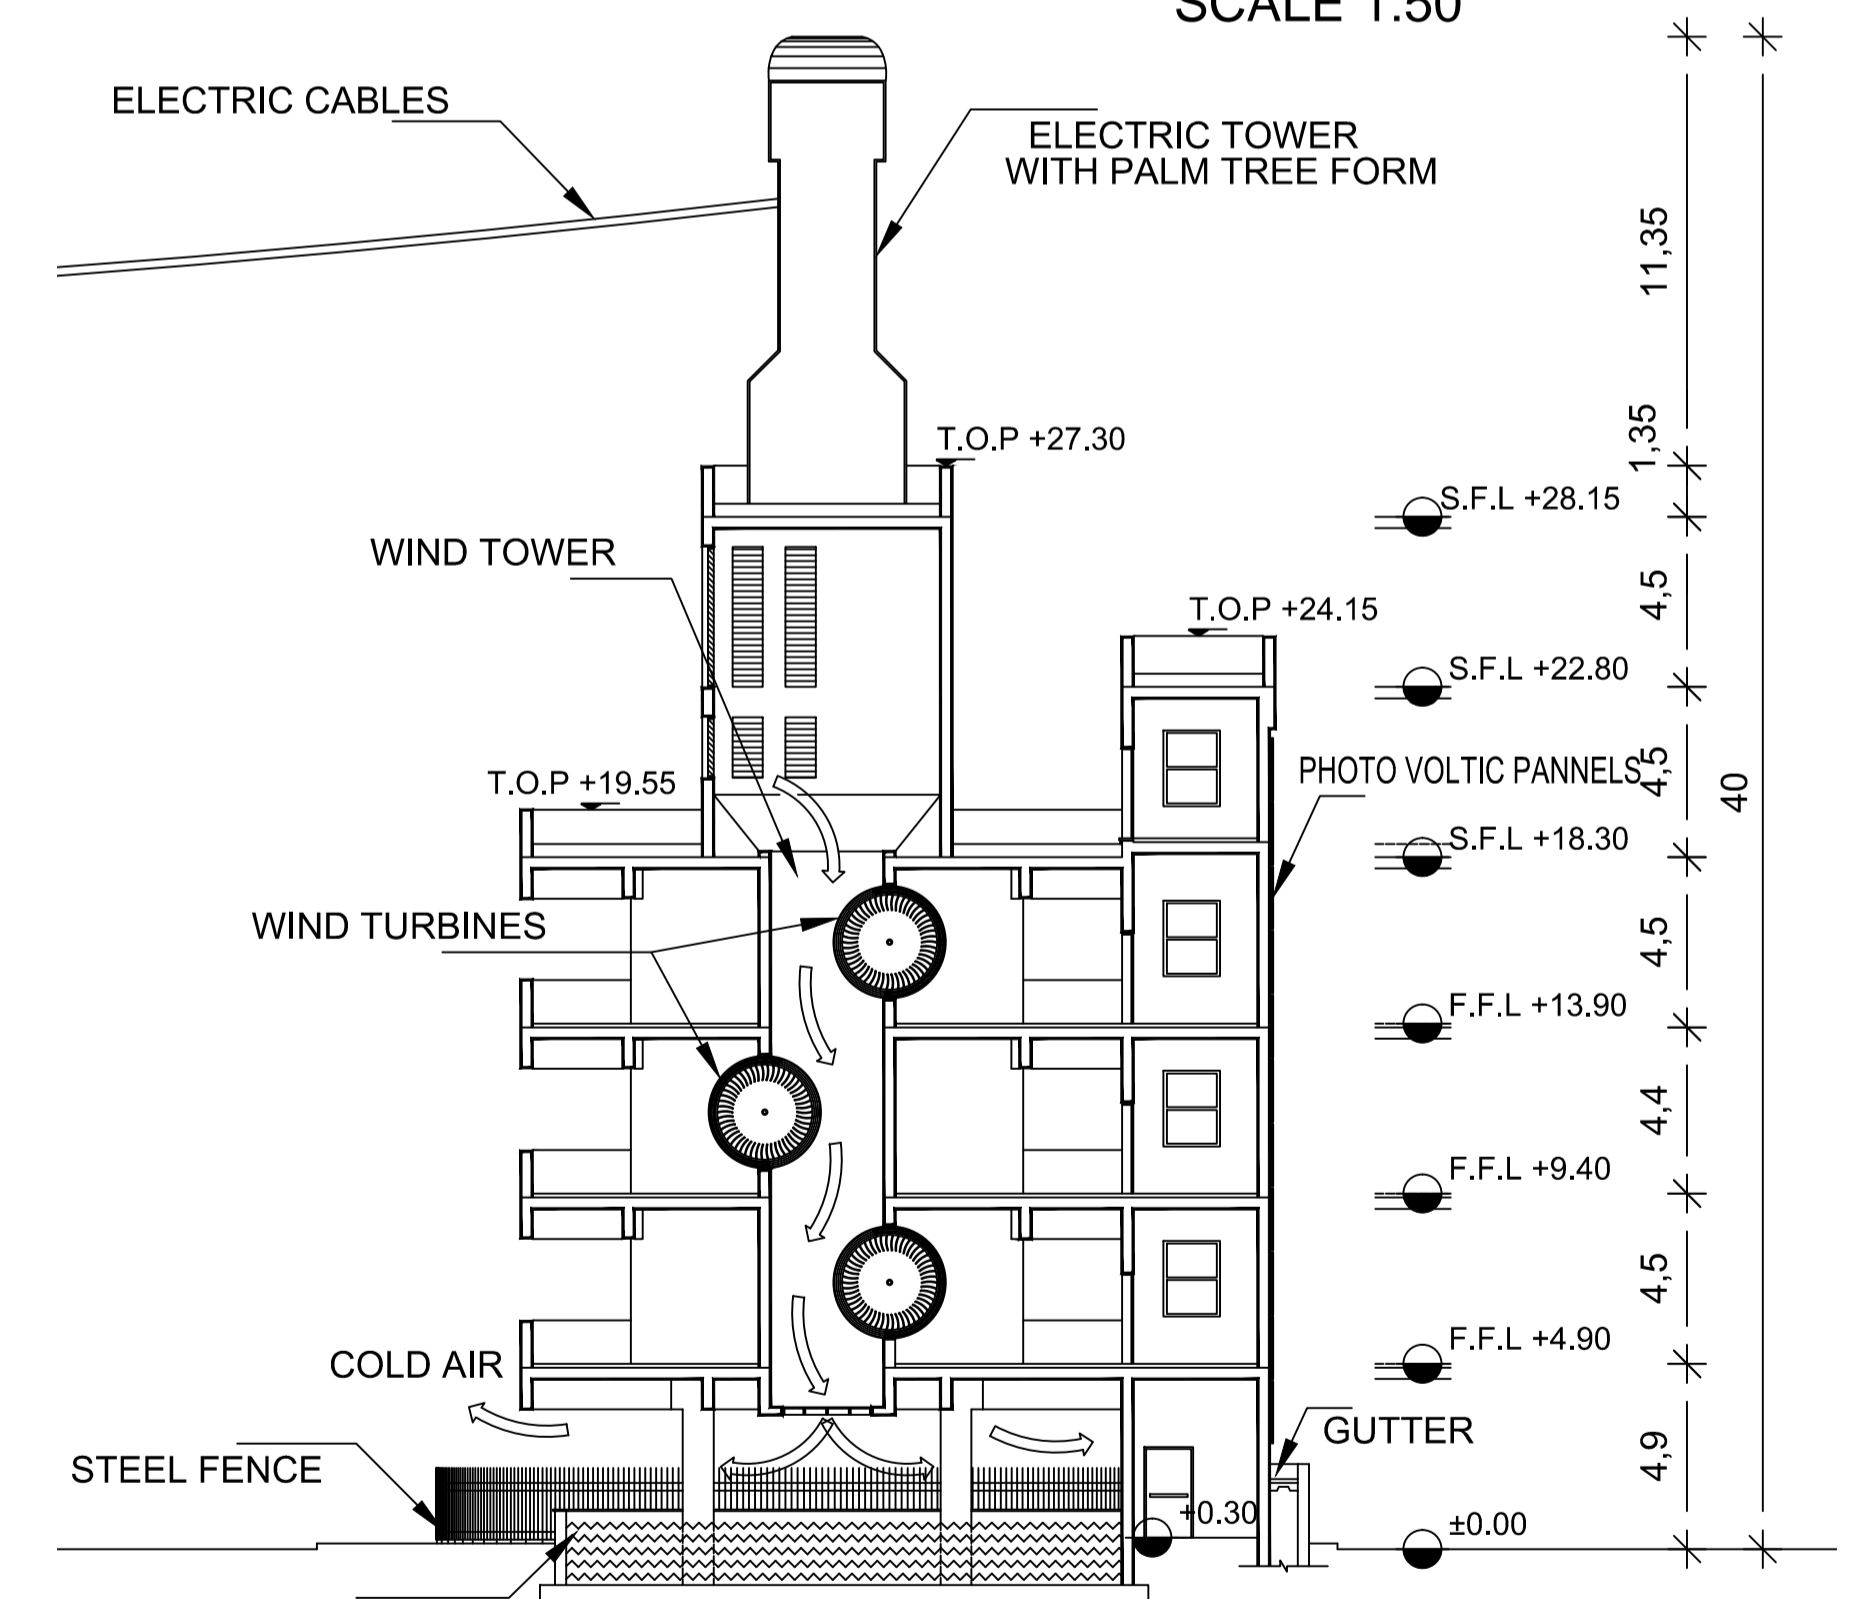 SCALE 1:50
ELECTRIC CABLES
ELECTRIC TOWER
WITH PALM TREE FORM
11,35
T.O.P +27.30
1,35
S.F.L +28.15
WIND TOWER
4,5
T.O.P +24.15
S.F.L +22.80
PHOTO VOLTIC PANNELS
4,5
40
T.O.P +19.55
S.F.L +18.30
WIND TURBINES
4,5
F.F.L +13.90
4,4
F.F.L +9.40
4,5
F.F.L +4.90
COLD AIR
GUTTER
4,9
STEEL FENCE
+0.30
±0.00